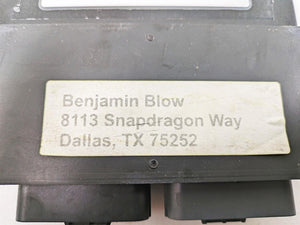 Benjamin Blow
8113 Snapdragon Way
Dallas, TX 75252